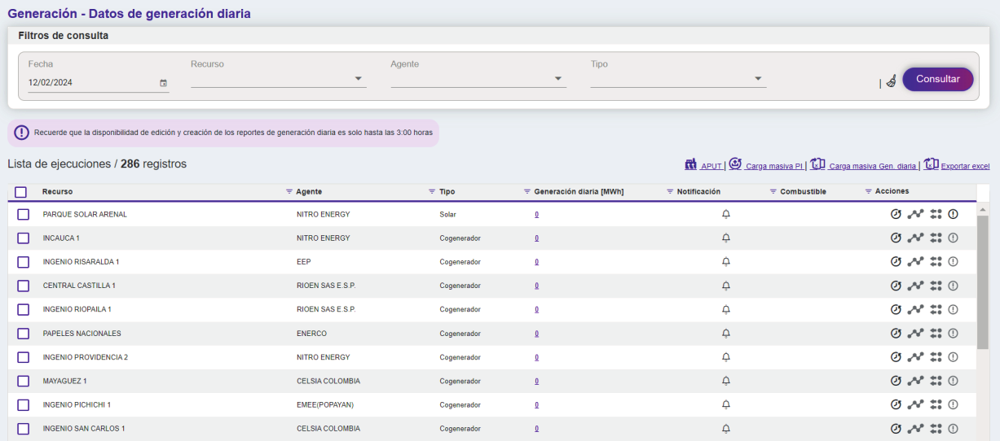 Generación - Datos de generación diaria
Filtros de consulta
Fecha Recurso Agente Tipo
12/02/2024
| Consultar
Recuerde que la disponibilidad de edición y creación de los reportes de generación diaria es solo hasta las 3:00 horas
Lista de ejecuciones / 286 registros
APUT | Carga masiva PI | Carga masiva Gen. diaria | Exportar excel
Recurso Agente Tipo Generación diaria [MWh] Notificación Combustible Acciones
PARQUE SOLAR ARENAL NITRO ENERGY Solar 0
INCAUCA 1 NITRO ENERGY Cogenerador 0
INGENIO RISARALDA 1 EEP Cogenerador 0
CENTRAL CASTILLA 1 RIOEN SAS E.S.P. Cogenerador 0
INGENIO RIOPAILA 1 RIOEN SAS E.S.P. Cogenerador 0
PAPELES NACIONALES ENERCO Cogenerador 0
INGENIO PROVIDENCIA 2 NITRO ENERGY Cogenerador 0
MAYAGUEZ 1 CELSIA COLOMBIA Cogenerador 0
INGENIO PICHICHI 1 EMEE(POPAYAN) Cogenerador 0
INGENIO SAN CARLOS 1 CELSIA COLOMBIA Cogenerador 0